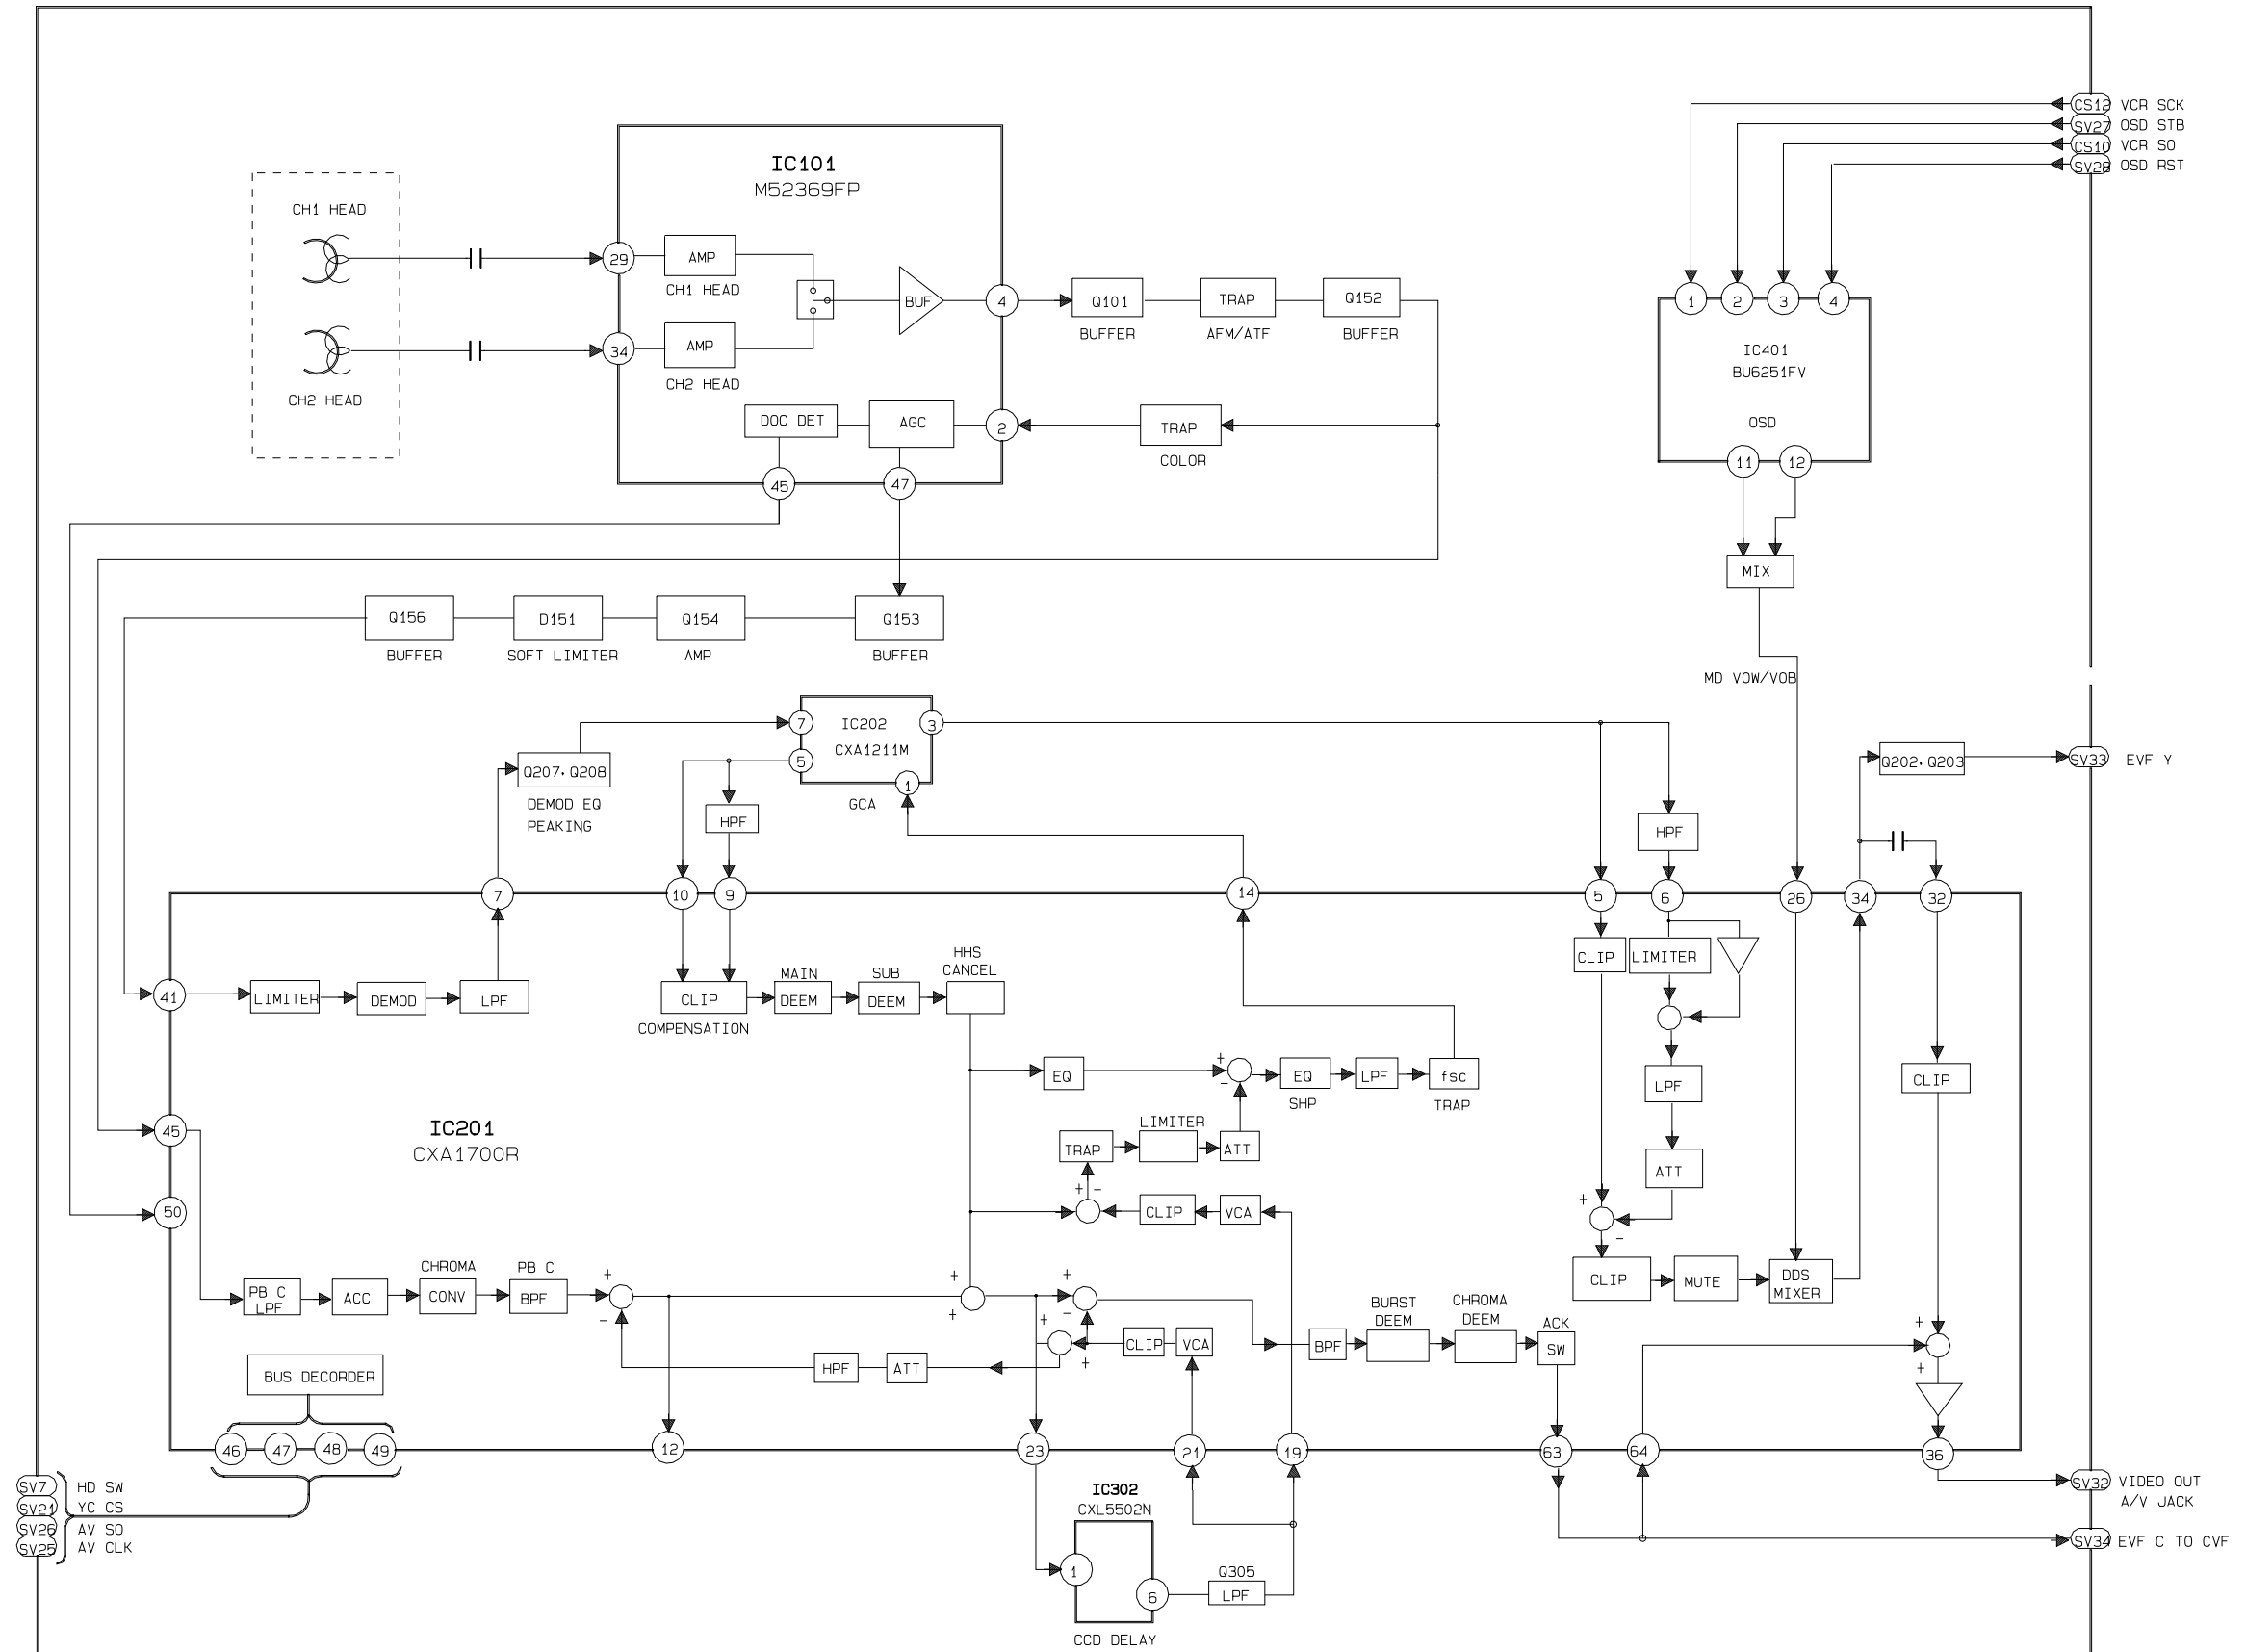 CS12 VCR SCK
SV27 OSD STB
CS10 VCR SO
SV28 OSD RST
IC101
M52369FP
CH1 HEAD
29
AMP
CH1 HEAD
BUF
4
Q101
BUFFER
TRAP
AFM/ATF
Q152
BUFFER
1
2
3
4
34
AMP
CH2 HEAD
CH2 HEAD
IC401
BU6251FV
OSD
DOC DET
AGC
2
TRAP
COLOR
11
12
45
47
MIX
Q156
BUFFER
D151
SOFT LIMITER
Q154
AMP
Q153
BUFFER
MD VOW/VOB
7
IC202
CXA1211M
3
5
1
GCA
Q207.Q208
DEMOD EQ
PEAKING
HPF
HPF
Q202.Q203
SV33 EVF Y
7
10
9
14
5
6
26
34
32
41
LIMITER
DEMOD
LPF
CLIP
COMPENSATION
MAIN
DEEM
SUB
DEEM
HHS
CANCEL
CLIP
LIMITER
EQ
+
-
EQ
SHP
LPF
fsc
TRAP
LPF
CLIP
45
IC201
CXA1700R
TRAP
LIMITER
ATT
ATT
50
+ -
CLIP
VCA
+
-
CLIP
MUTE
DDS
MIXER
PB C
LPF
ACC
CHROMA
CONV
PB C
BPF
+
-
+
+
+
-
+
+
CLIP
VCA
HPF
ATT
BPF
BURST
DEEM
CHROMA
DEEM
ACK
SW
+
+
BUS DECORDER
46
47
48
49
12
23
21
19
63
64
36
SV7 HD SW
SV21 YC CS
SV26 AV SO
SV25 AV CLK
IC302
CXL5502N
1
6
CCD DELAY
Q305
LPF
SV32 VIDEO OUT
A/V JACK
SV34 EVF C TO CVF